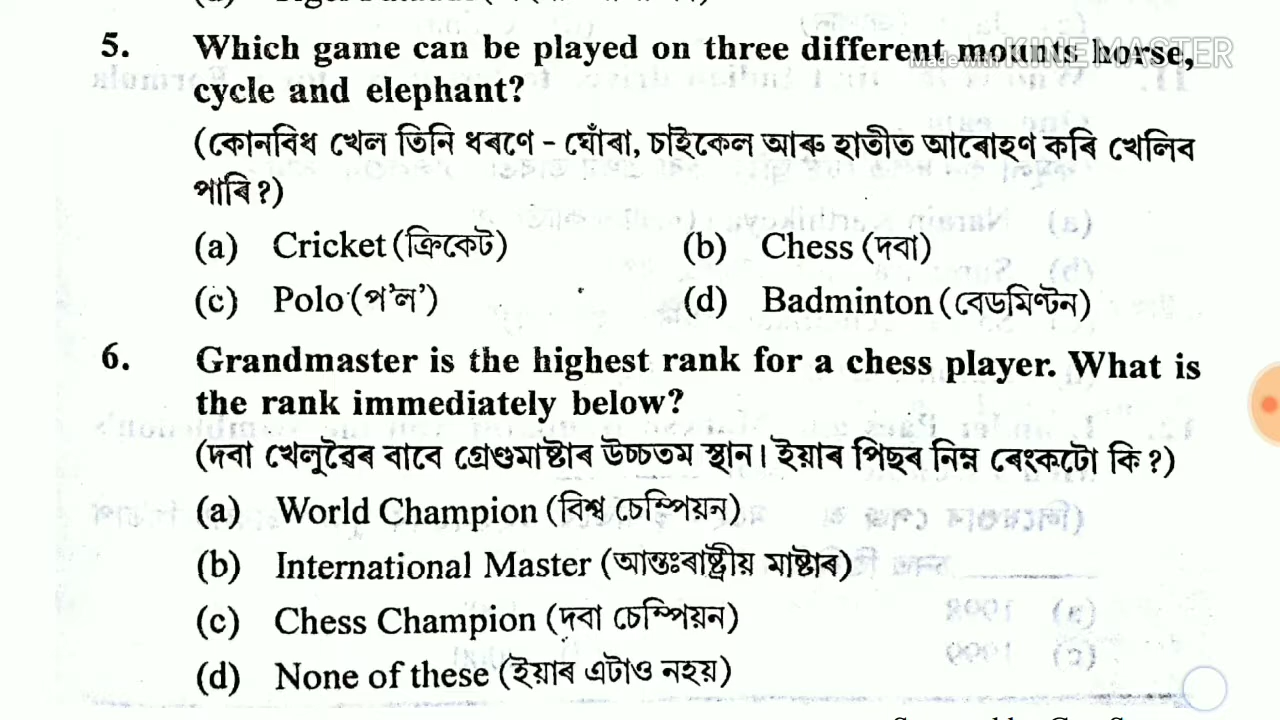 5. Which game can be played on three different mounts horse,
cycle and elephant?
(কোনবিধ খেল তিনি ধৰণে - ঘোঁৰা, চাইকেল আৰু হাতীত আৰোহণ কৰি খেলিব
পাৰি?)
(a) Cricket (ক্ৰিকেট) (b) Chess (দবা)
(c) Polo (প'ল') (d) Badminton (বেডমিণ্টন)
6. Grandmaster is the highest rank for a chess player. What is
the rank immediately below?
(দবা খেলুৱৈৰ বাবে গ্ৰেণ্ডমাষ্টাৰ উচ্চতম স্থান। ইয়াৰ পিছৰ নিম্ন ৰেংকটো কি?)
(a) World Champion (বিশ্ব চেম্পিয়ন)
(b) International Master (আন্তঃৰাষ্ট্ৰীয় মাষ্টাৰ)
(c) Chess Champion (দবা চেম্পিয়ন)
(d) None of these (ইয়াৰ এটাও নহয়)
Made with KINEMASTER